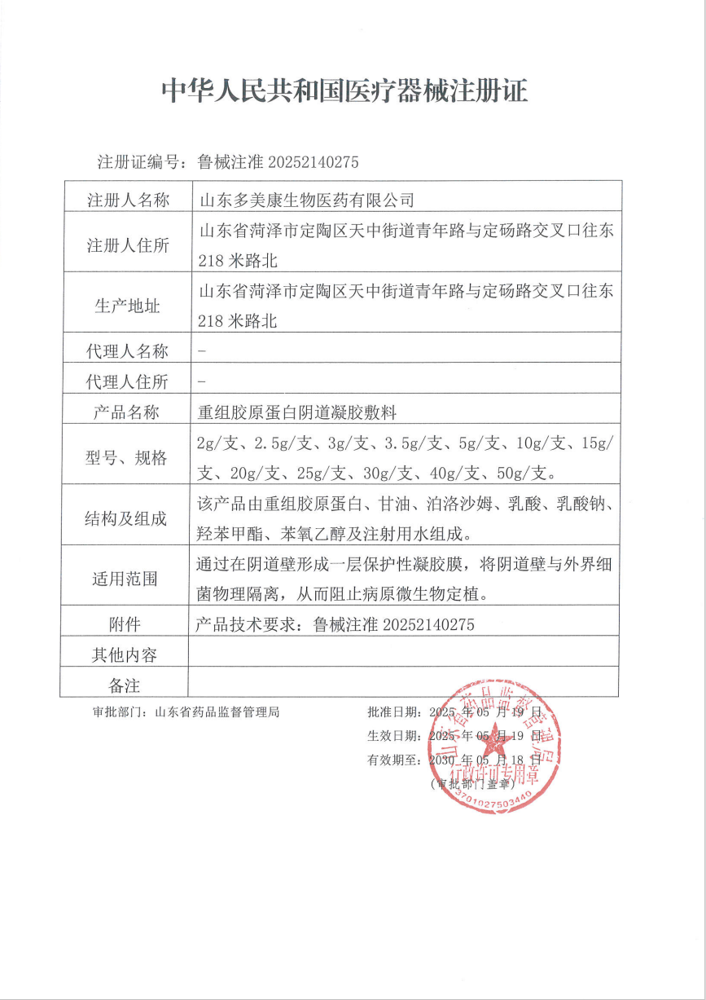 中华人民共和国医疗器械注册证
注册证编号：鲁械注准 20252140275
注册人名称 山东多美康生物医药有限公司
注册人住所 山东省菏泽市定陶区天中街道青年路与定砀路交叉口往东
218 米路北
生产地址 山东省菏泽市定陶区天中街道青年路与定砀路交叉口往东
218 米路北
代理人名称 –
代理人住所 –
产品名称 重组胶原蛋白阴道凝胶敷料
型号、规格 2g/支、2.5g/支、3g/支、3.5g/支、5g/支、10g/支、15g/
支、20g/支、25g/支、30g/支、40g/支、50g/支。
结构及组成 该产品由重组胶原蛋白、甘油、泊洛沙姆、乳酸、乳酸钠、
羟苯甲酯、苯氧乙醇及注射用水组成。
适用范围 通过在阴道壁形成一层保护性凝胶膜，将阴道壁与外界细
菌物理隔离，从而阻止病原微生物定植。
附件 产品技术要求：鲁械注准 20252140275
其他内容
备注
审批部门：山东省药品监督管理局 批准日期：2025 年 05 月 19 日
生效日期：2025 年 05 月 19 日
有效期至：2030 年 05 月 18 日
（审批部门盖章）
山东省药品监督管理局
行政许可专用章
3701027503440